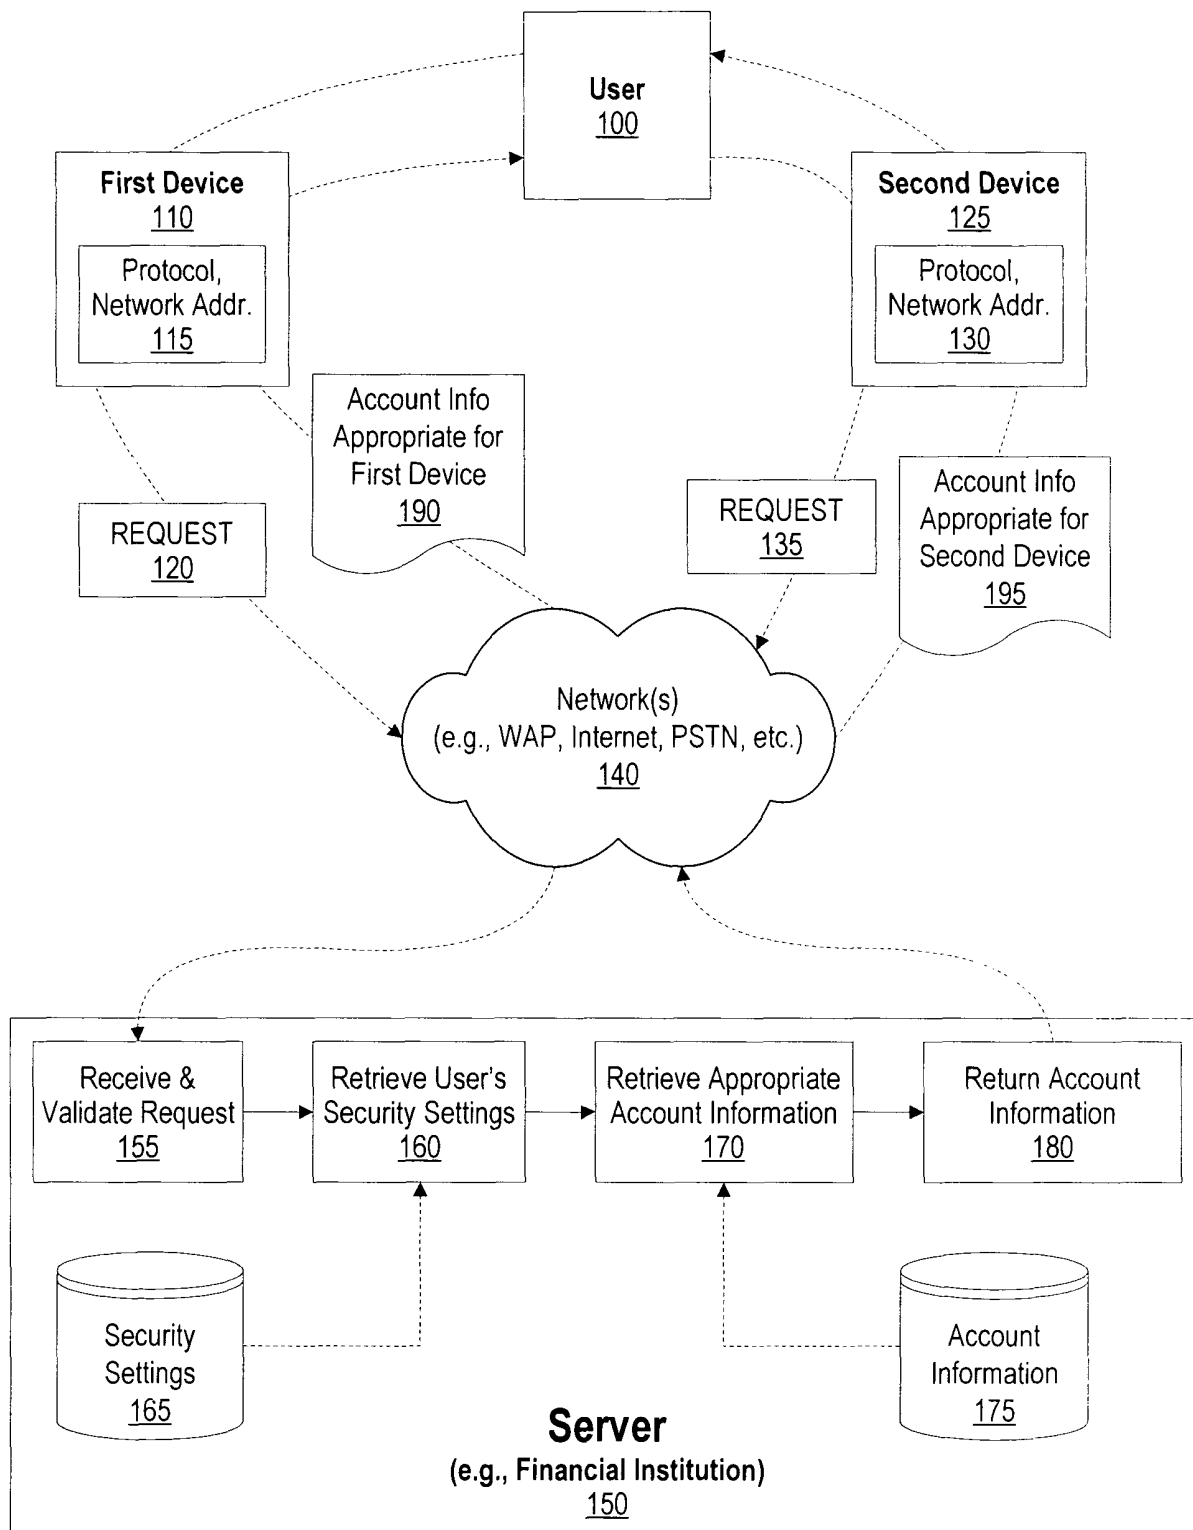 User
100
First Device
110
Protocol,
Network Addr.
115
Second Device
125
Protocol,
Network Addr.
130
Account Info
Appropriate for
First Device
190
REQUEST
120
REQUEST
135
Account Info
Appropriate for
Second Device
195
Network(s)
(e.g., WAP, Internet, PSTN, etc.)
140
Receive &
Validate Request
155
Retrieve User's
Security Settings
160
Retrieve Appropriate
Account Information
170
Return Account
Information
180
Security
Settings
165
Account
Information
175
Server
(e.g., Financial Institution)
150